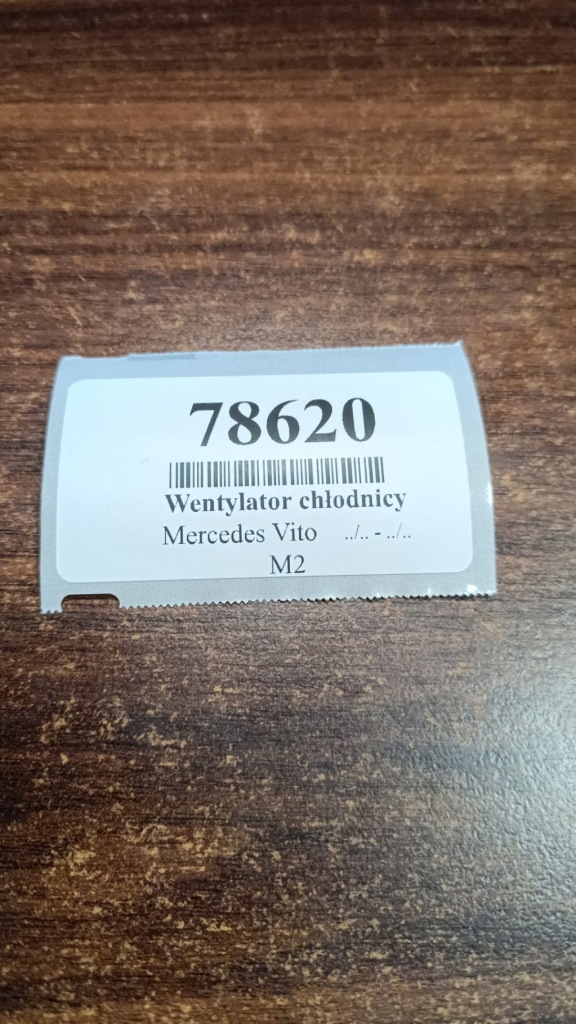 78620
Wentylator chłodnicy
Mercedes Vito ../.. - ../..
M2